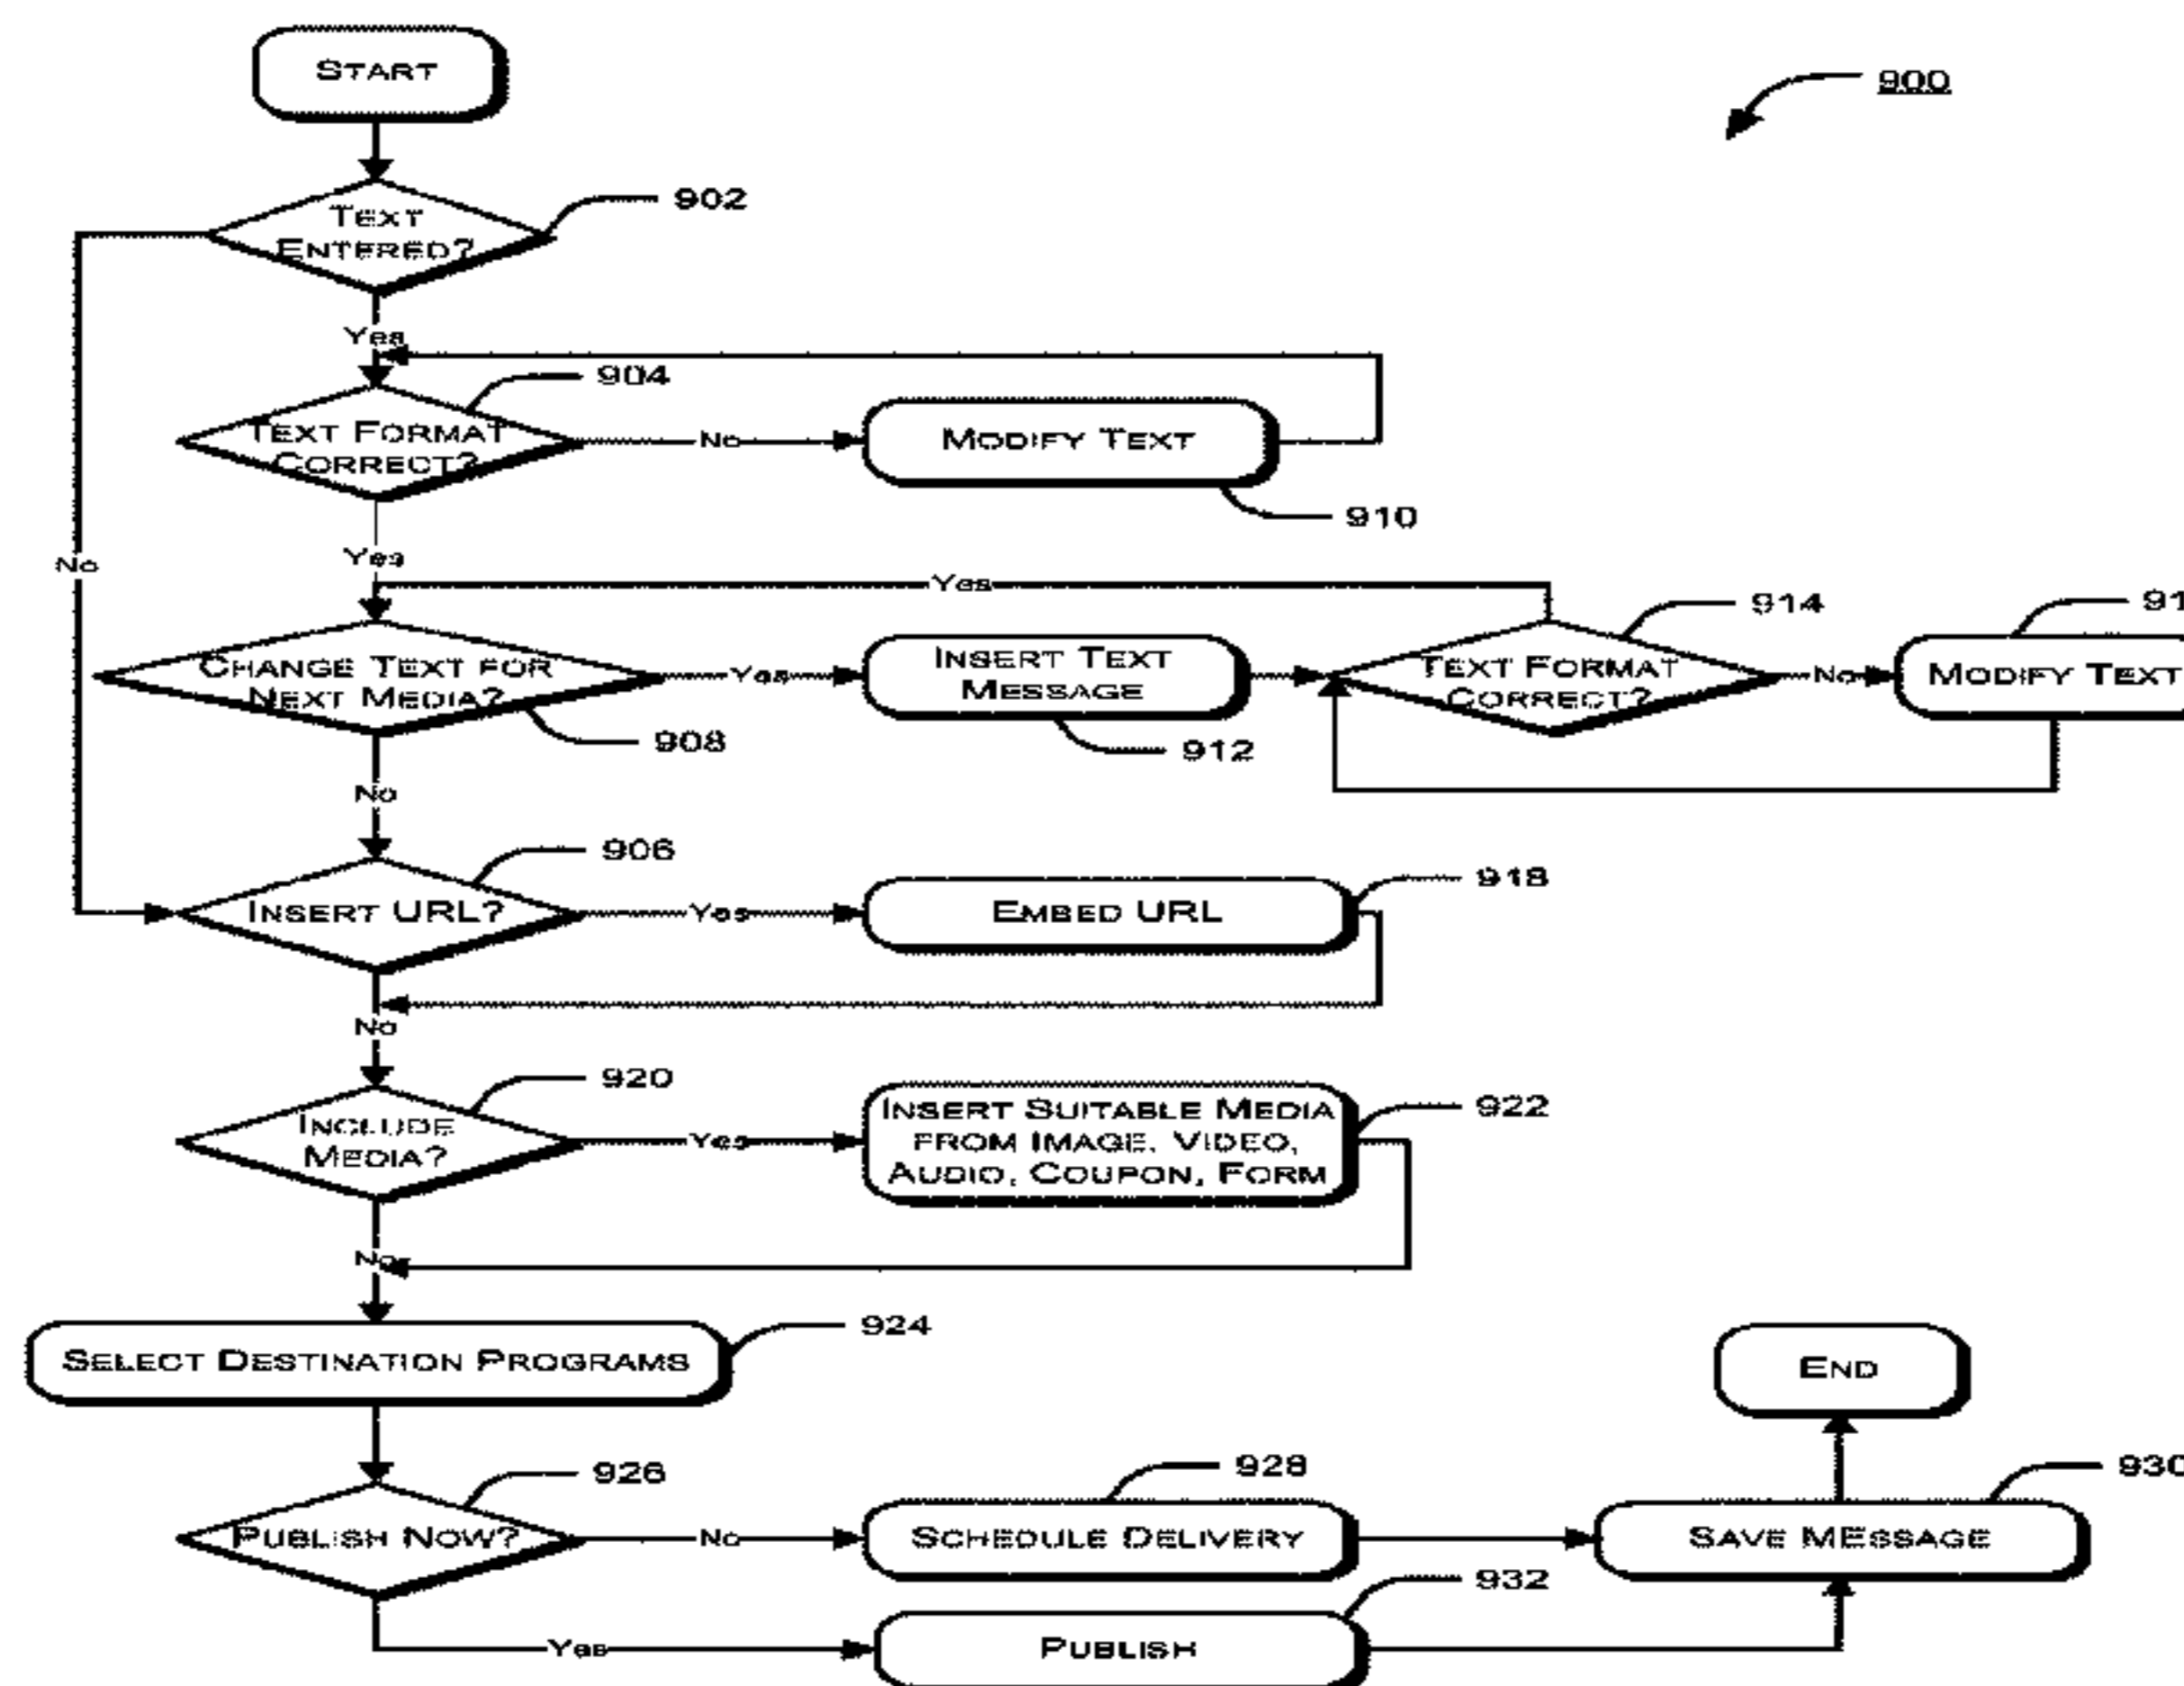 START
900
902
TEXT
ENTERED?
Yes
904
TEXT FORMAT
CORRECT?
No
MODIFY TEXT
910
No
Yes
Yes
914
91
CHANGE TEXT FOR
NEXT MEDIA?
Yes
INSERT TEXT
MESSAGE
TEXT FORMAT
CORRECT?
No
MODIFY TEXT
908
912
No
906
918
INSERT URL?
Yes
EMBED URL
No
920
INCLUDE
MEDIA?
Yes
INSERT SUITABLE MEDIA
FROM IMAGE, VIDEO,
AUDIO, COUPON, FORM
922
No
924
SELECT DESTINATION PROGRAMS
END
926
928
930
PUBLISH NOW?
No
SCHEDULE DELIVERY
SAVE MESSAGE
932
Yes
PUBLISH